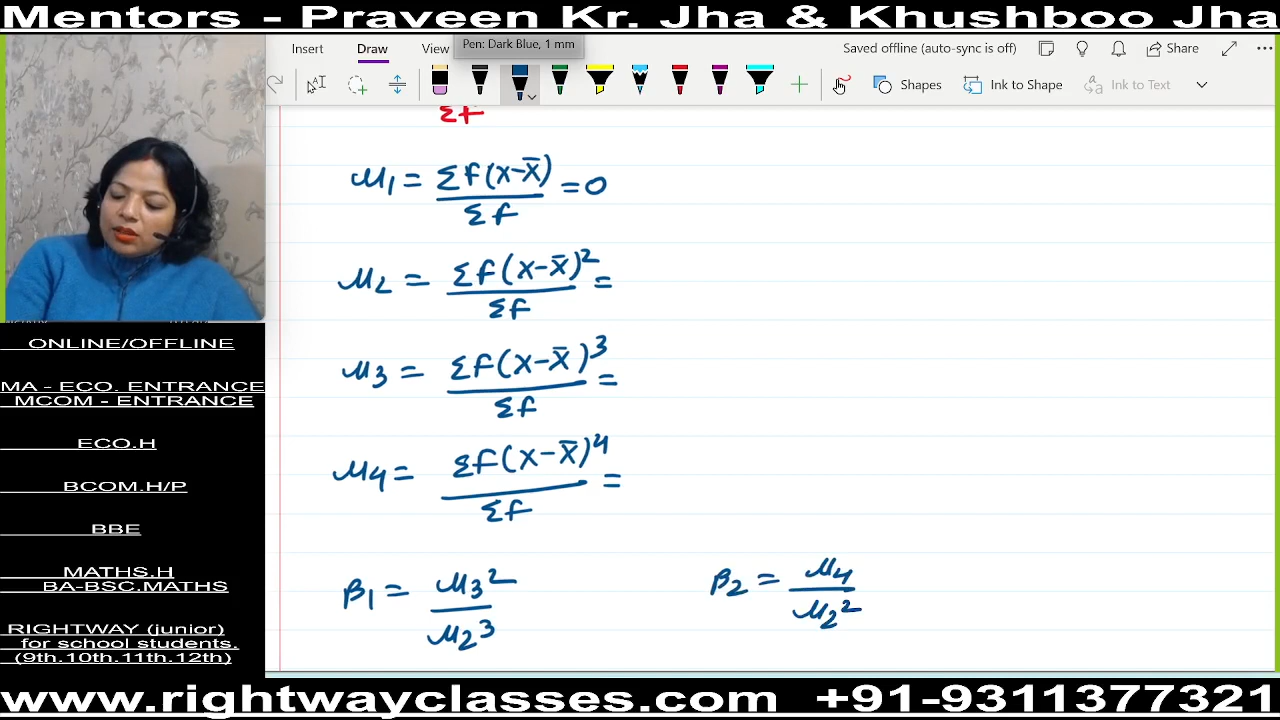 Mentors - Praveen Kr. Jha & Khushboo Jha
Insert Draw View Pen: Dark Blue, 1 mm Saved offline (auto-sync is off) Share
Shapes Ink to Shape Ink to Text
Σf
μ1 = Σf(x-x̄) / Σf = 0
μ2 = Σf(x-x̄)² / Σf =
μ3 = Σf(x-x̄)³ / Σf =
μ4 = Σf(x-x̄)⁴ / Σf =
β1 = μ3² / μ2³
β2 = μ4 / μ2²
ONLINE/OFFLINE
MA - ECO. ENTRANCE
MCOM - ENTRANCE
ECO.H
BCOM.H/P
BBE
MATHS.H
BA-BSC.MATHS
RIGHTWAY (junior)
for school students.
(9th.10th.11th.12th)
www.rightwayclasses.com +91-9311377321